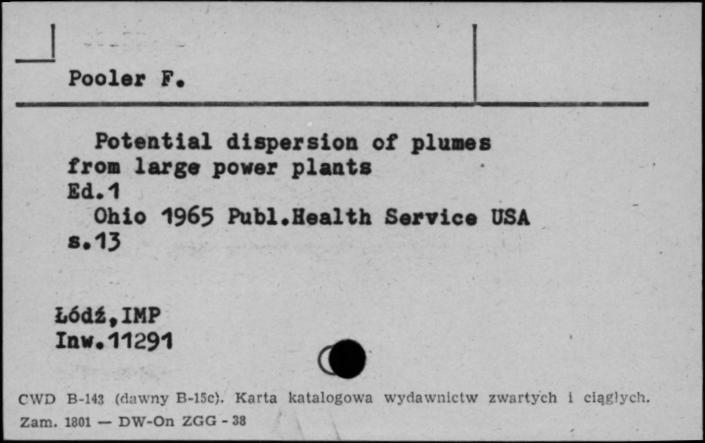 Pooler F.
Potential dispersion of plumes
from large power plants
Ed.1
Ohio 1965 Publ.Health Service USA
s.13
Łódź,IMP
Inw.11291
CWD B-143 (dawny B-15c). Karta katalogowa wydawnictw zwartych i ciągłych.
Zam. 1801 — DW-On ZGG - 38